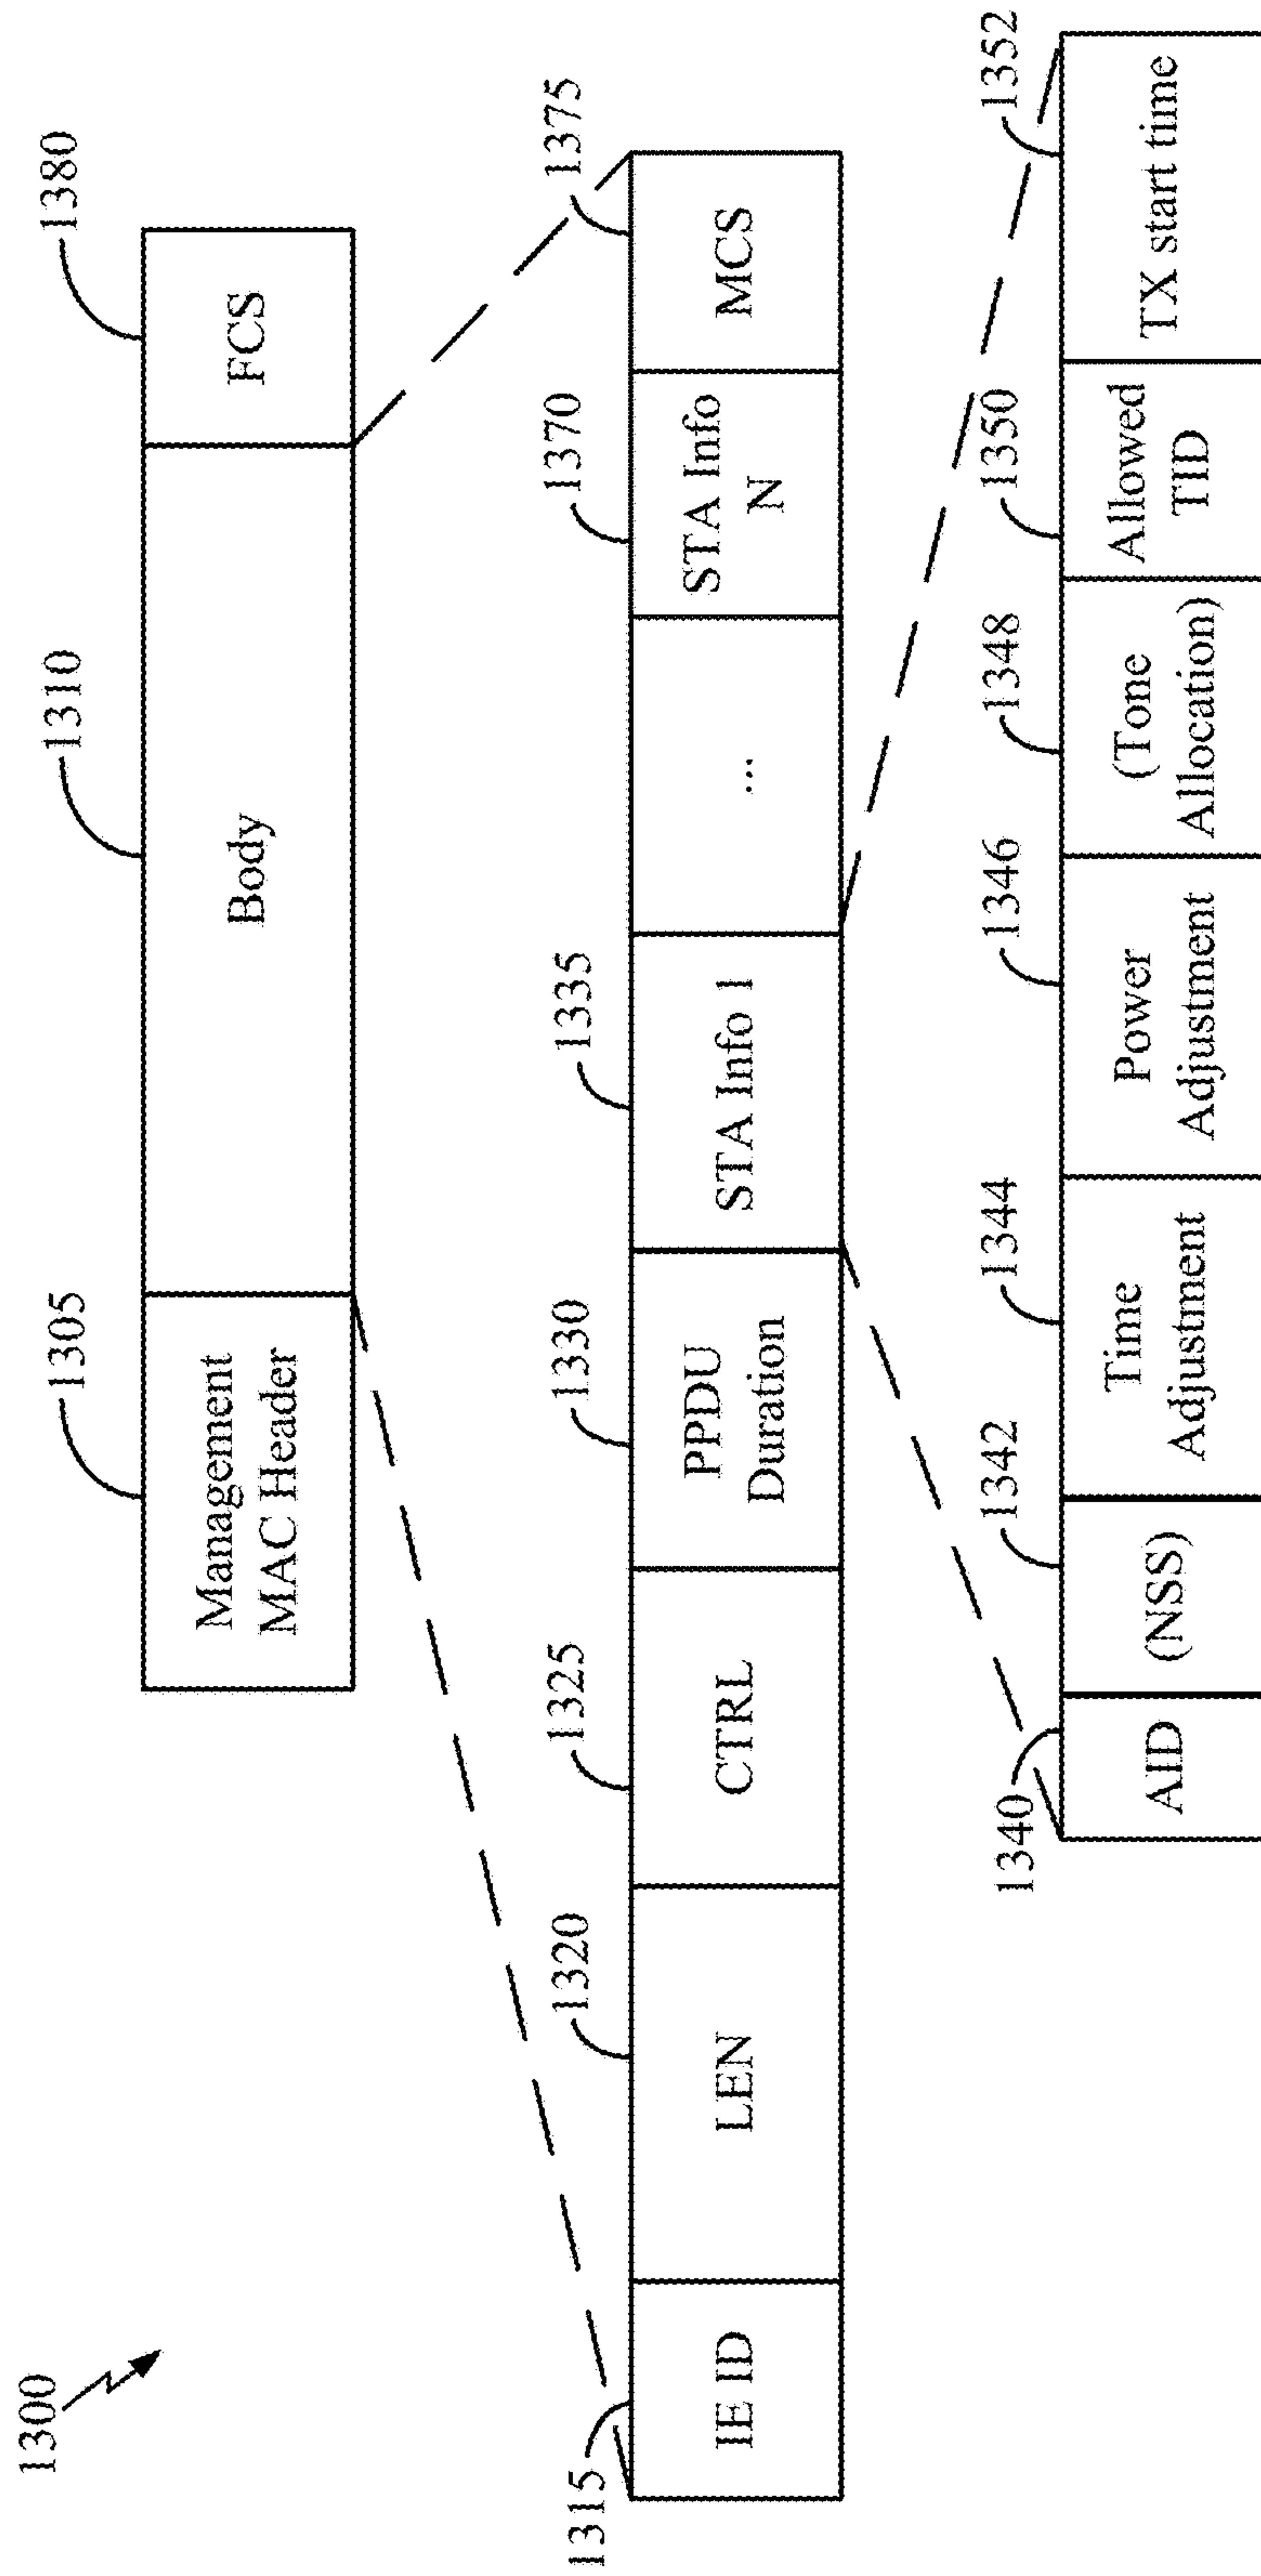 1300
1305
1310
1380
Management
MAC Header
Body
FCS
1315
1320
1325
1330
1335
1370
1375
IE ID
LEN
CTRL
PPDU
Duration
STA Info 1
...
STA Info
N
MCS
1340
1342
1344
1346
1348
1350
1352
AID
(NSS)
Time
Adjustment
Power
Adjustment
(Tone
Allocation)
Allowed
TID
TX start time